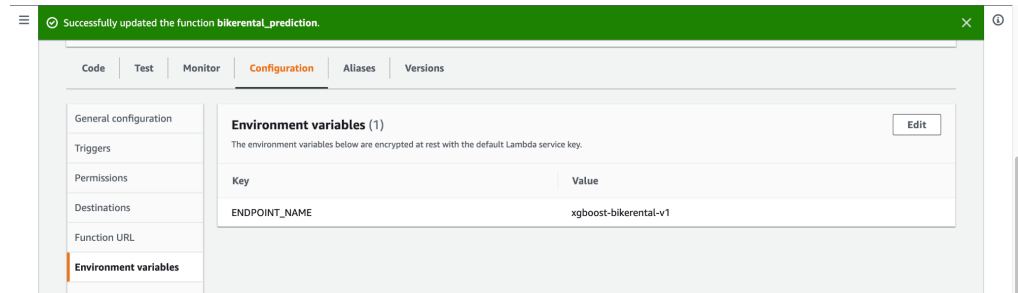 Successfully updated the function bikerental_prediction.
Code Test Monitor Configuration Aliases Versions
General configuration
Triggers
Permissions
Destinations
Function URL
Environment variables
Environment variables (1)
Edit
The environment variables below are encrypted at rest with the default Lambda service key.
Key Value
ENDPOINT_NAME xgboost-bikerental-v1